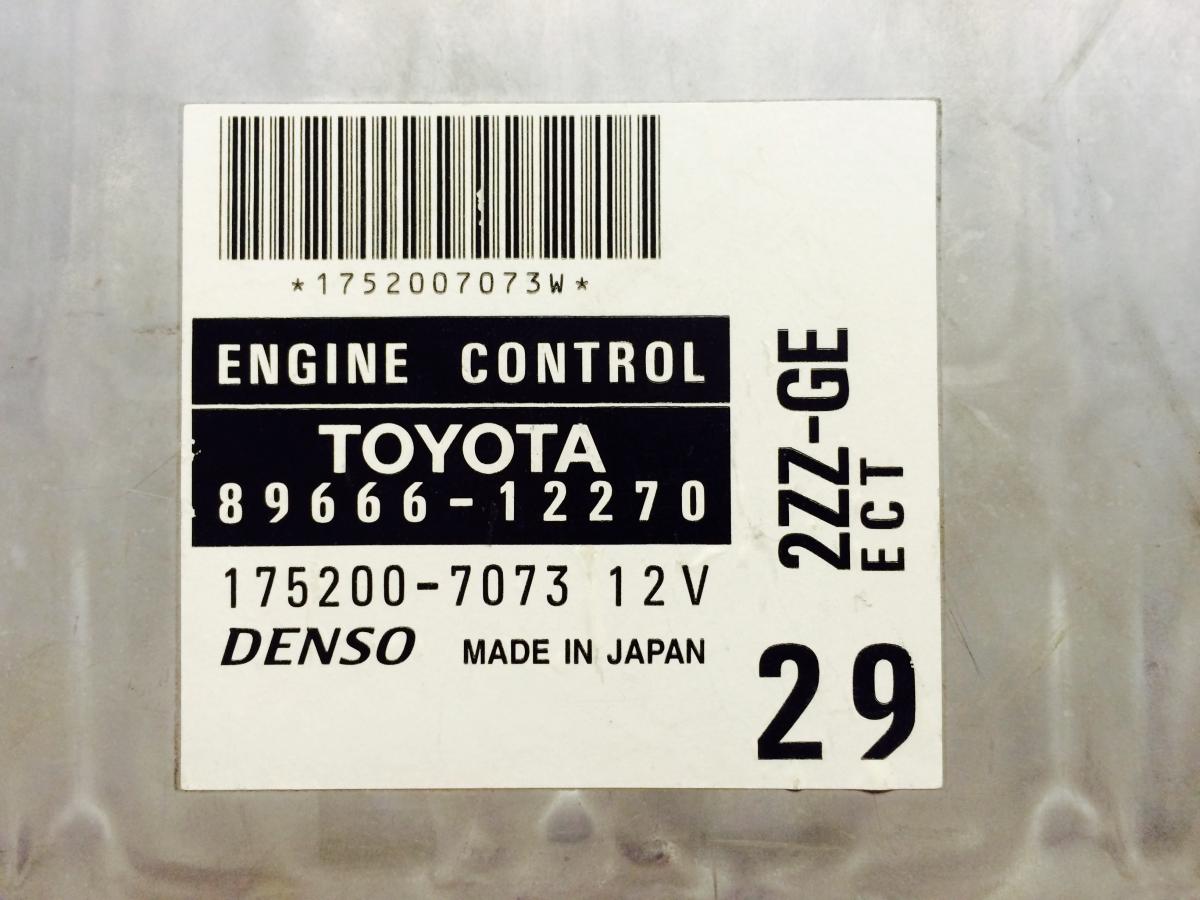 *1752007073W*
ENGINE CONTROL
TOYOTA
89666-12270
175200-7073 12V
DENSO MADE IN JAPAN
2ZZ-GE
ECT
29